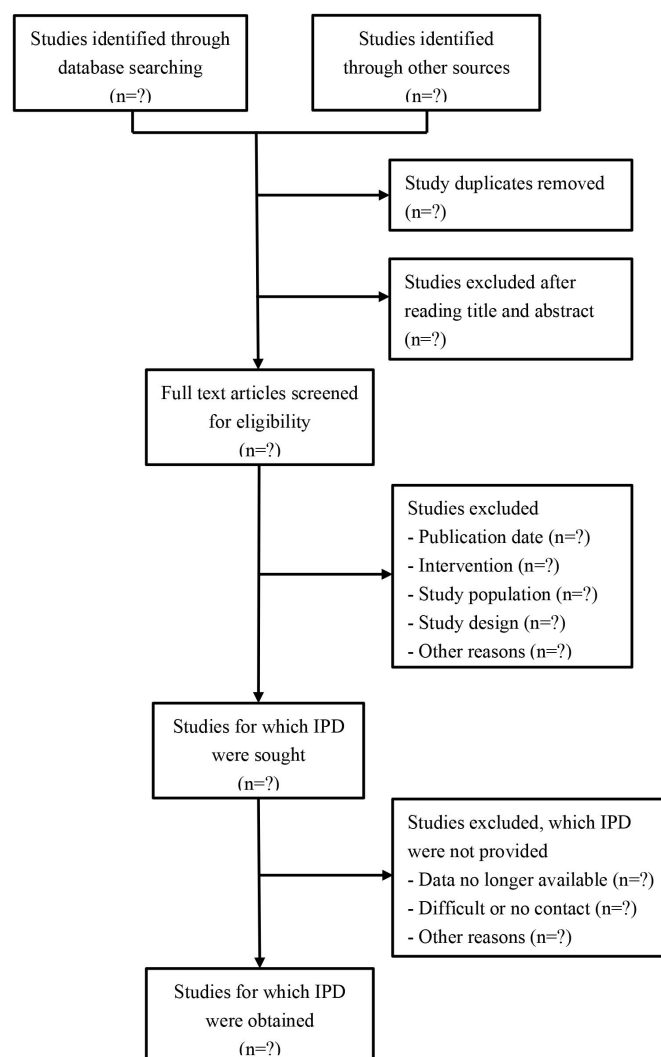 Studies identified through
database searching
(n=?)
Studies identified
through other sources
(n=?)
Study duplicates removed
(n=?)
Studies excluded after
reading title and abstract
(n=?)
Full text articles screened
for eligibility
(n=?)
Studies excluded
- Publication date (n=?)
- Intervention (n=?)
- Study population (n=?)
- Study design (n=?)
- Other reasons (n=?)
Studies for which IPD
were sought
(n=?)
Studies excluded, which IPD
were not provided
- Data no longer available (n=?)
- Difficult or no contact (n=?)
- Other reasons (n=?)
Studies for which IPD
were obtained
(n=?)